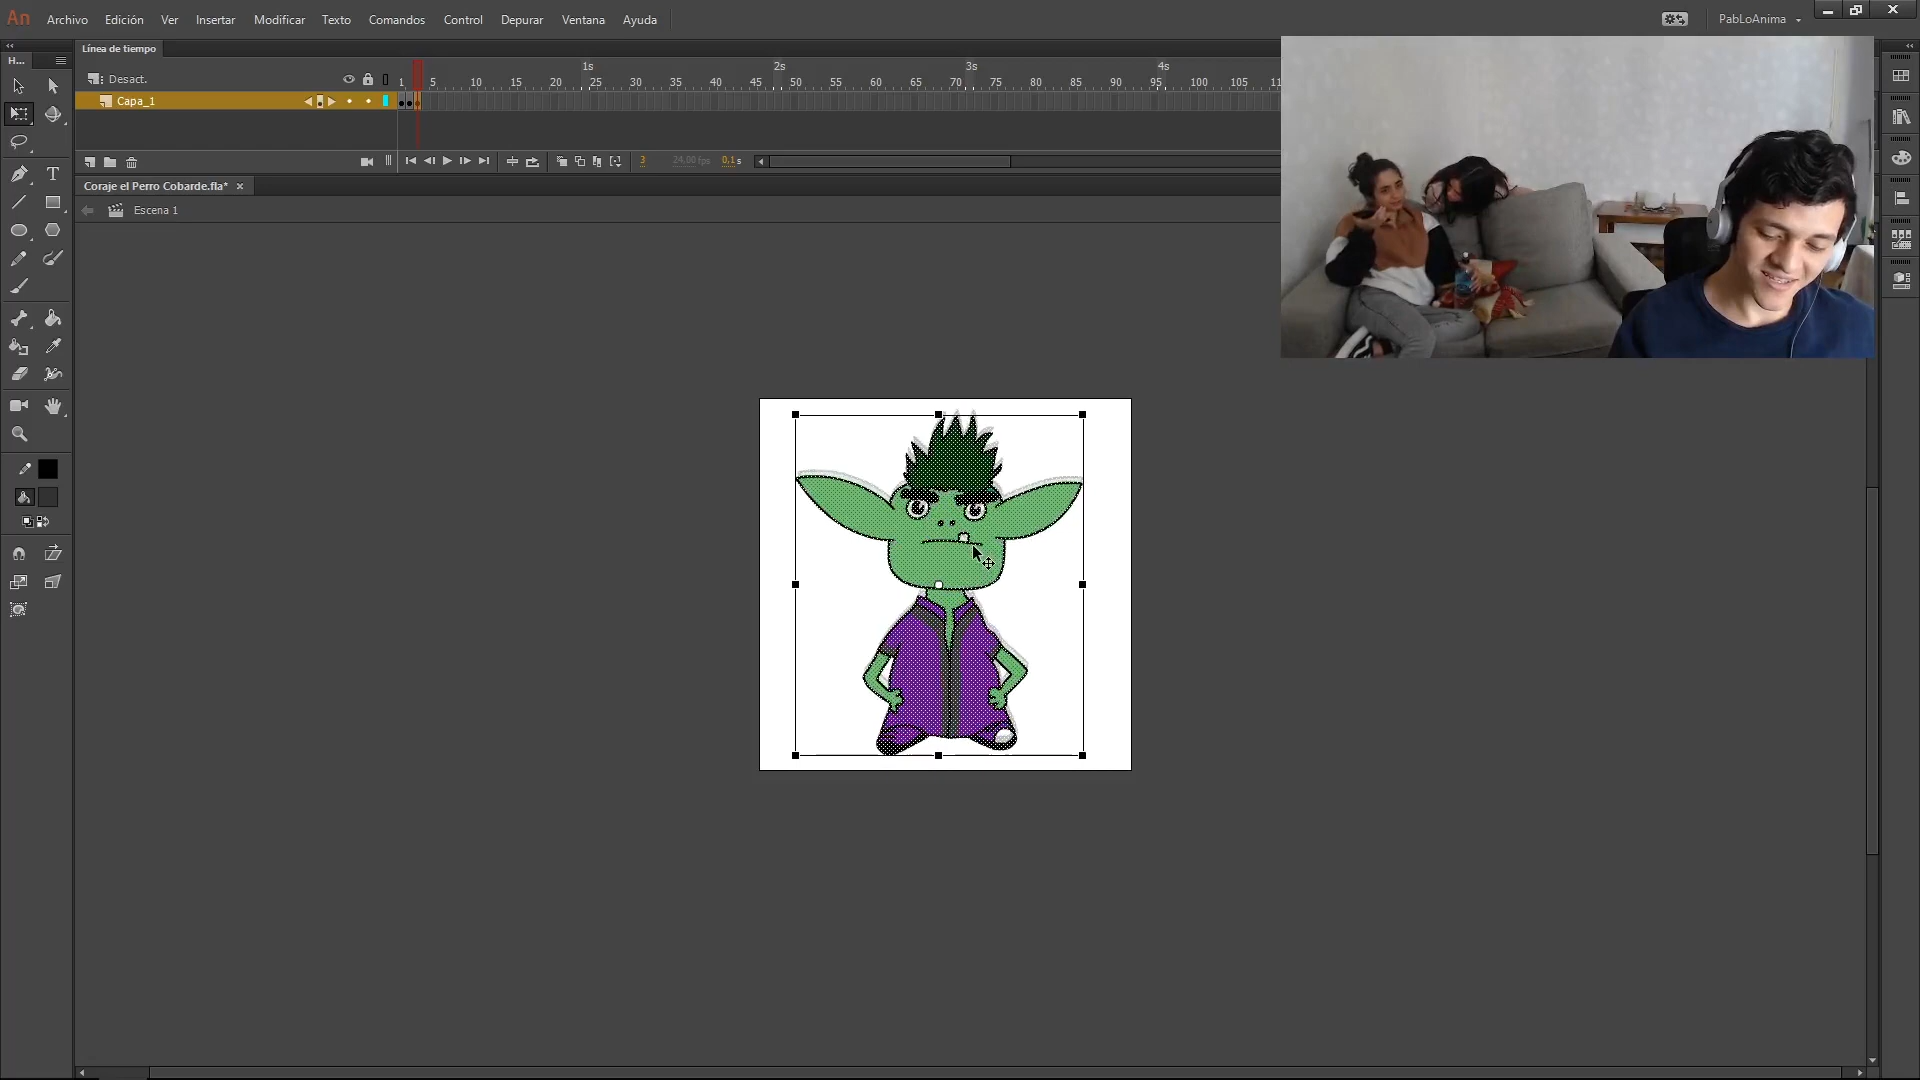 An Archivo Edición Ver Insertar Modificar Texto Comandos Control Depurar Ventana Ayuda PabLoAnima
H... Línea de tiempo
1s 2s 3s 4s
Desact. 1 5 10 15 20 25 30 35 40 45 50 55 60 65 70 75 80 85 90 95 100 105 11
Capa_1
3 24,00 fps 0,1 s
Coraje el Perro Cobarde.fla* ×
Escena 1
T